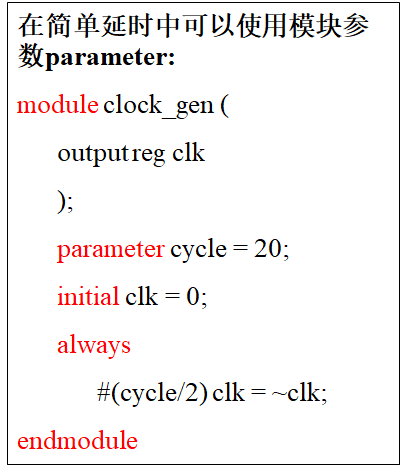 在简单延时中可以使用模块参
数parameter:
module clock_gen (
output reg clk
);
parameter cycle = 20;
initial clk = 0;
always
#(cycle/2) clk = ~clk;
endmodule